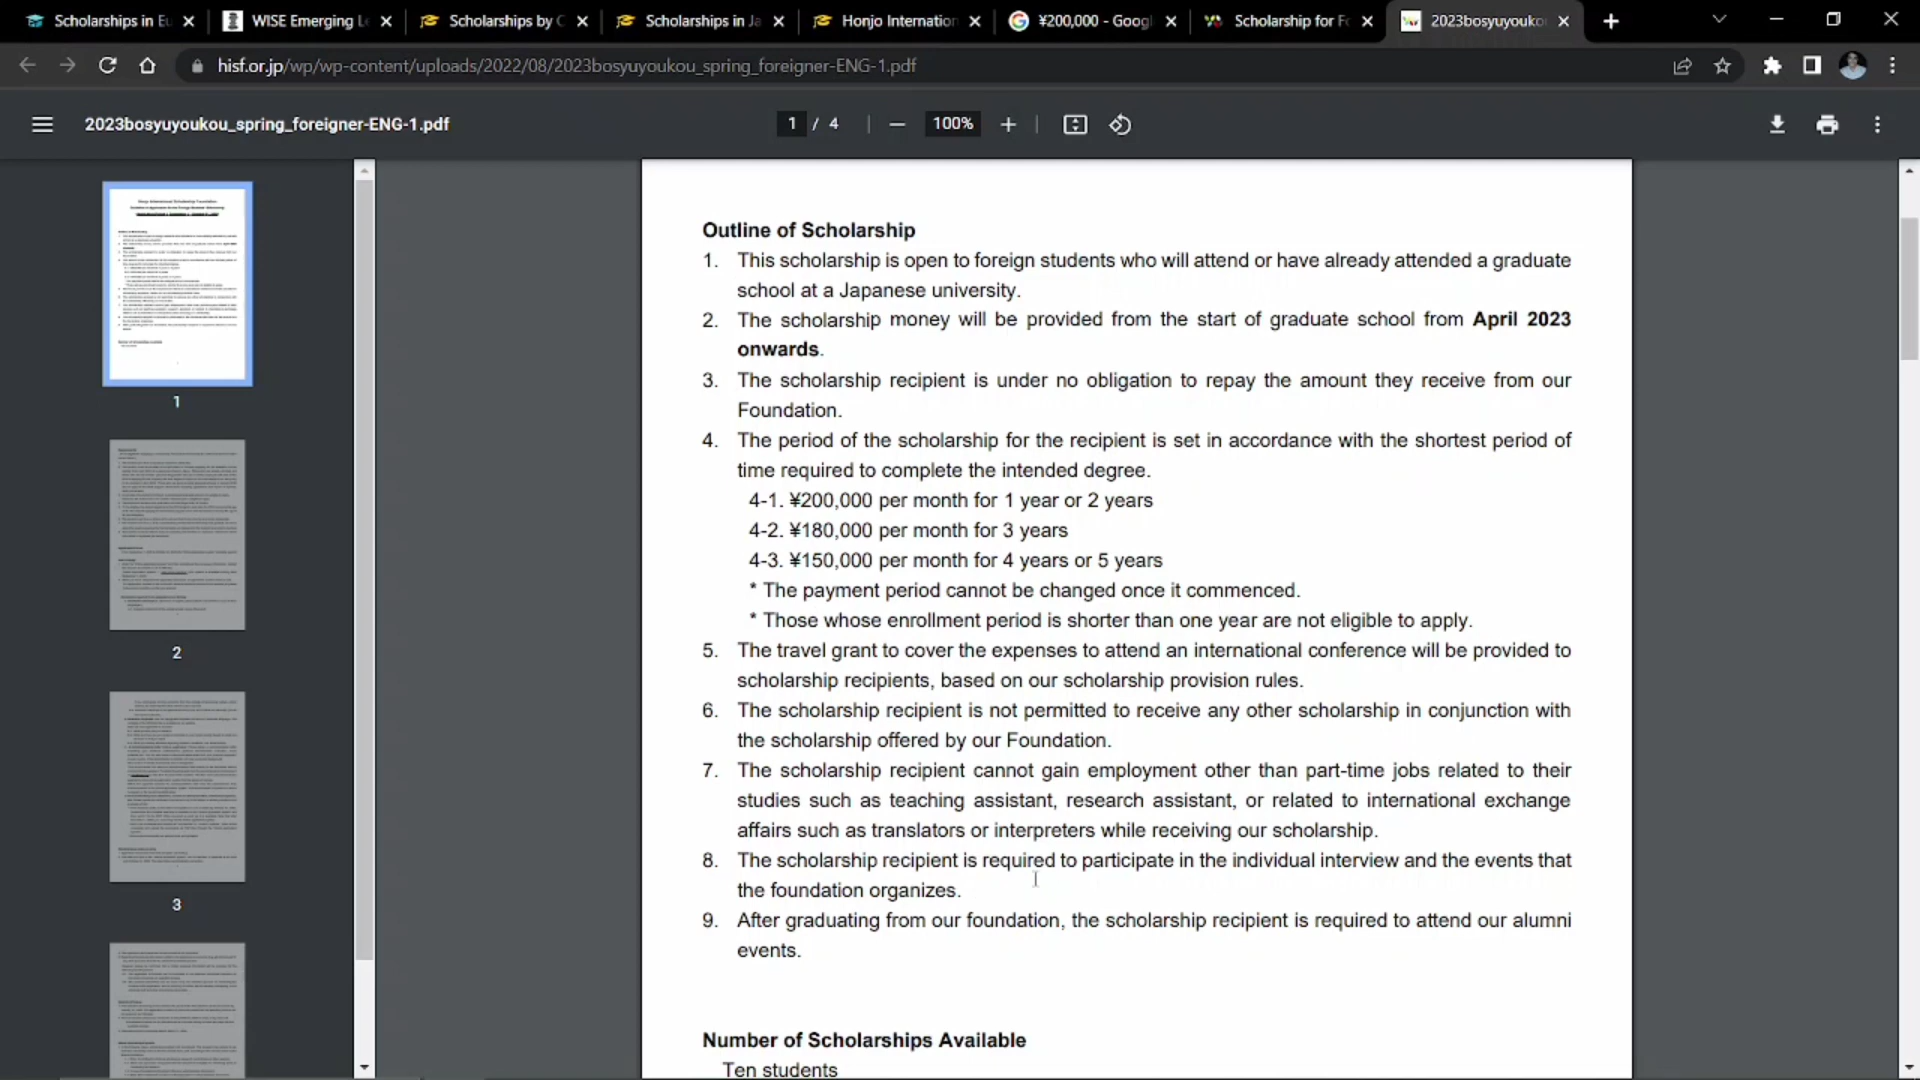 Scholarships in Eu
WISE Emerging Le
Scholarships by C
Scholarships in Ja
Honjo Internation
¥200,000 - Googl
Scholarship for Fo
2023bosyuyoukou
hisf.or.jp/wp/wp-content/uploads/2022/08/2023bosyuyoukou_spring_foreigner-ENG-1.pdf
2023bosyuyoukou_spring_foreigner-ENG-1.pdf
1 / 4
100%
1
2
3
Outline of Scholarship
1. This scholarship is open to foreign students who will attend or have already attended a graduate
school at a Japanese university.
2. The scholarship money will be provided from the start of graduate school from April 2023
onwards.
3. The scholarship recipient is under no obligation to repay the amount they receive from our
Foundation.
4. The period of the scholarship for the recipient is set in accordance with the shortest period of
time required to complete the intended degree.
4-1. ¥200,000 per month for 1 year or 2 years
4-2. ¥180,000 per month for 3 years
4-3. ¥150,000 per month for 4 years or 5 years
* The payment period cannot be changed once it commenced.
* Those whose enrollment period is shorter than one year are not eligible to apply.
5. The travel grant to cover the expenses to attend an international conference will be provided to
scholarship recipients, based on our scholarship provision rules.
6. The scholarship recipient is not permitted to receive any other scholarship in conjunction with
the scholarship offered by our Foundation.
7. The scholarship recipient cannot gain employment other than part-time jobs related to their
studies such as teaching assistant, research assistant, or related to international exchange
affairs such as translators or interpreters while receiving our scholarship.
8. The scholarship recipient is required to participate in the individual interview and the events that
the foundation organizes.
9. After graduating from our foundation, the scholarship recipient is required to attend our alumni
events.
Number of Scholarships Available
Ten students